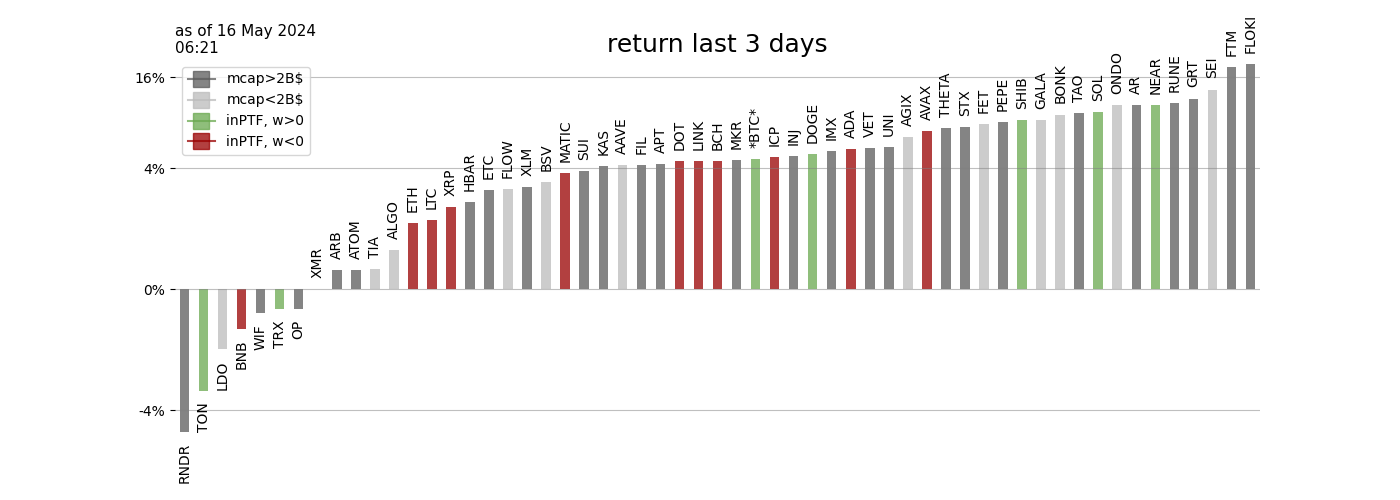 as of 16 May 2024
06:21
return last 3 days
mcap>2B$
mcap<2B$
inPTF, w>0
inPTF, w<0
16%
4%
0%
-4%
RNDR
TON
LDO
BNB
WIF
TRX
OP
XMR
ARB
ATOM
TIA
ALGO
ETH
LTC
XRP
HBAR
ETC
FLOW
XLM
BSV
MATIC
SUI
KAS
AAVE
FIL
APT
DOT
LINK
BCH
MKR
*BTC*
ICP
INJ
DOGE
IMX
ADA
VET
UNI
AGIX
AVAX
THETA
STX
FET
PEPE
SHIB
GALA
BONK
TAO
SOL
ONDO
AR
NEAR
RUNE
GRT
SEI
FTM
FLOKI